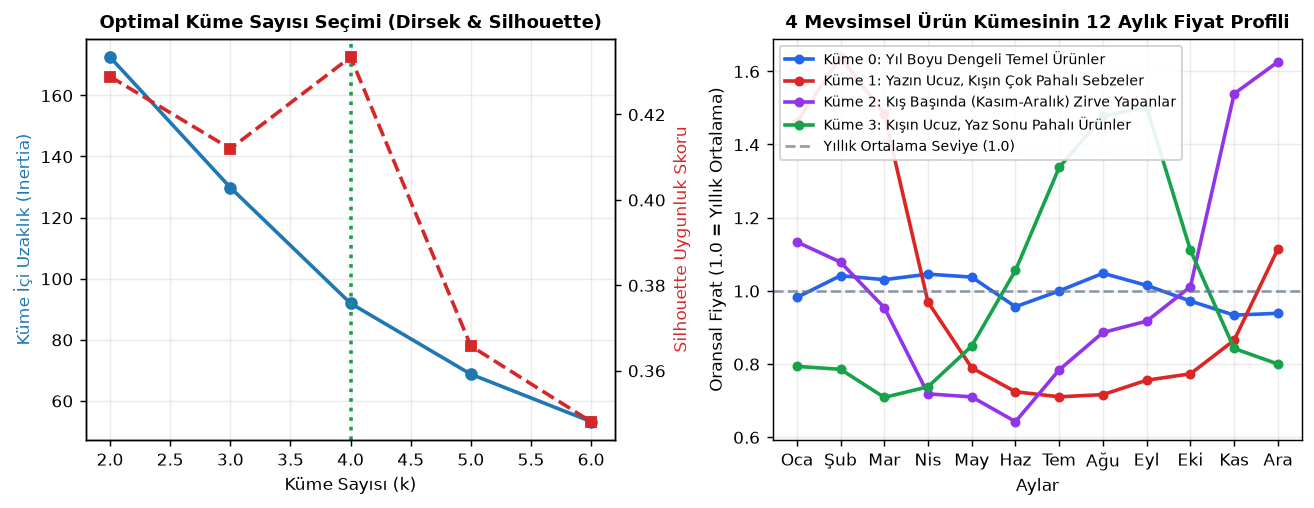 Optimal Küme Sayısı Seçimi (Dirsek & Silhouette)
Küme İçi Uzaklık (Inertia)
160
140
120
100
80
60
2.0 2.5 3.0 3.5 4.0 4.5 5.0 5.5 6.0
Küme Sayısı (k)
0.42
0.40
0.38
0.36
Silhouette Uygunluk Skoru
4 Mevsimsel Ürün Kümesinin 12 Aylık Fiyat Profili
Oransal Fiyat (1.0 = Yıllık Ortalama)
1.6
1.4
1.2
1.0
0.8
0.6
Küme 0: Yıl Boyu Dengeli Temel Ürünler
Küme 1: Yazın Ucuz, Kışın Çok Pahalı Sebzeler
Küme 2: Kış Başında (Kasım-Aralık) Zirve Yapanlar
Küme 3: Kışın Ucuz, Yaz Sonu Pahalı Ürünler
Yıllık Ortalama Seviye (1.0)
Oca Şub Mar Nis May Haz Tem Ağu Eyl Eki Kas Ara
Aylar